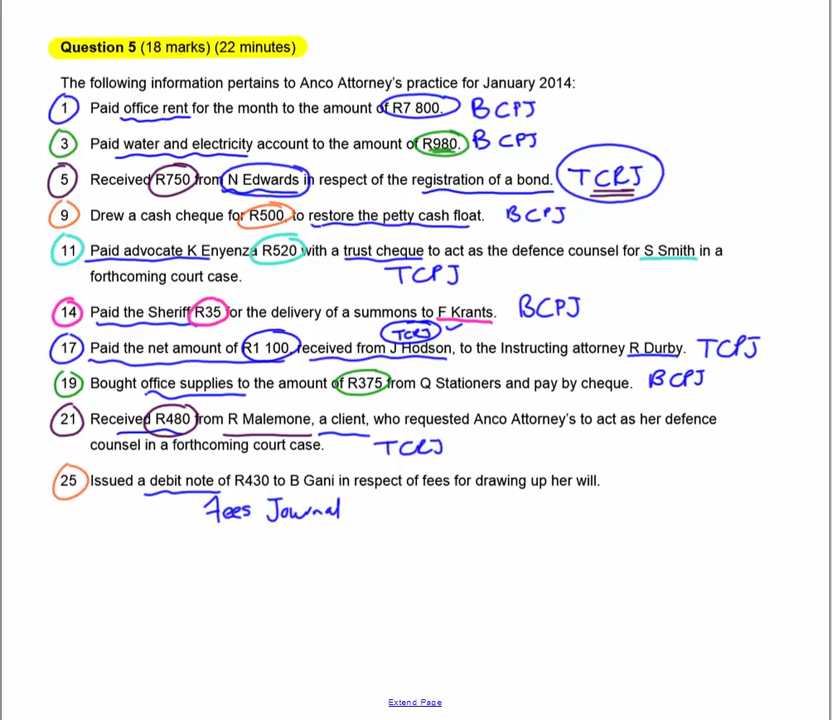 Question 5 (18 marks) (22 minutes)
The following information pertains to Anco Attorney's practice for January 2014:
1 Paid office rent for the month to the amount of R7 800. BCPJ
3 Paid water and electricity account to the amount of R980. BCPJ
5 Received R750 from N Edwards in respect of the registration of a bond. TCRJ
9 Drew a cash cheque for R500, to restore the petty cash float. BCPJ
11 Paid advocate K Enyenza R520 with a trust cheque to act as the defence counsel for S Smith in a
forthcoming court case. TCPJ
14 Paid the Sheriff R35 for the delivery of a summons to F Krants. BCPJ
TCRJ
17 Paid the net amount of R1 100, received from J Hodson, to the Instructing attorney R Durby. TCPJ
19 Bought office supplies to the amount of R375 from Q Stationers and pay by cheque. BCPJ
21 Received R480 from R Malemone, a client, who requested Anco Attorney's to act as her defence
counsel in a forthcoming court case. TCRJ
25 Issued a debit note of R430 to B Gani in respect of fees for drawing up her will.
Fees Journal
Extend Page